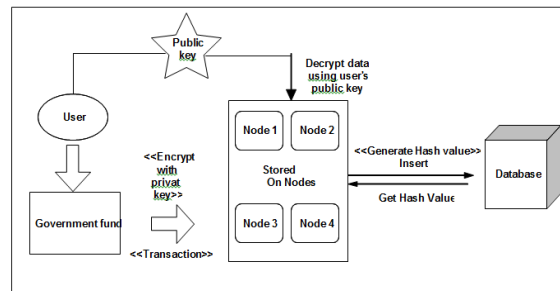 Public
key
Decrypt data
using user's
public key
User
Node 1
Node 2
<<Encrypt
with
privat
key>>
<<Generate Hash value>>
Insert
Stored
On Nodes
Database
Government fund
Get Hash Value
Node 3
Node 4
<<Transaction>>